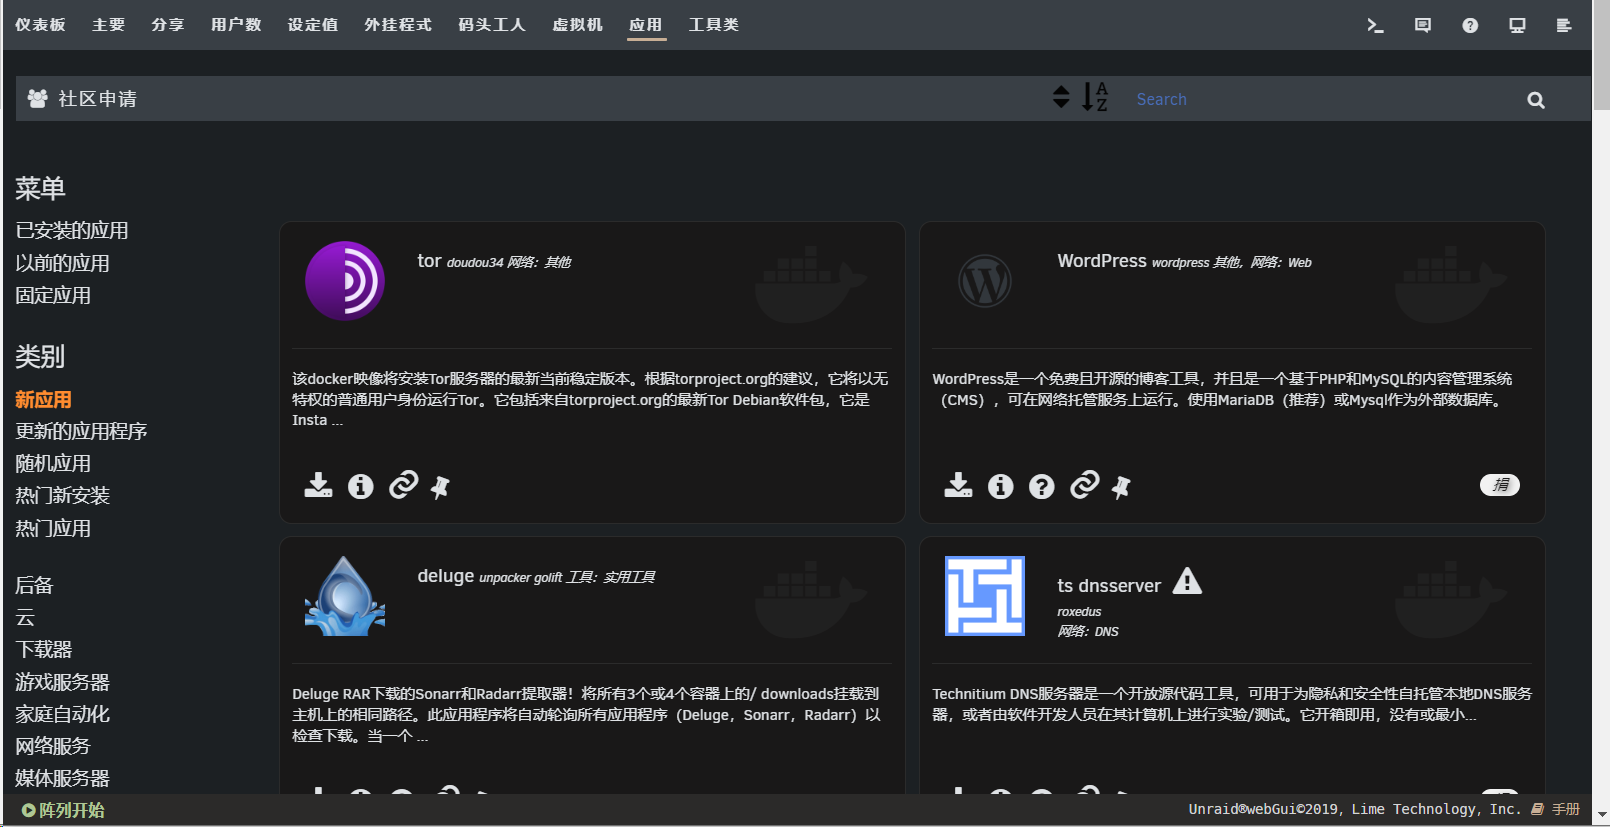 仪表板 主要 分享 用户数 设定值 外挂程式 码头工人 虚拟机 应用 工具类
社区申请
A
Z
Search
菜单
已安装的应用
以前的应用
固定应用
类别
新应用
更新的应用程序
随机应用
热门新安装
热门应用
后备
云
下载器
游戏服务器
家庭自动化
网络服务
媒体服务器
tor doudou34 网络：其他
该docker映像将安装Tor服务器的最新当前稳定版本。根据torproject.org的建议，它将以无
特权的普通用户身份运行Tor。它包括来自torproject.org的最新Tor Debian软件包，它是
Insta ...
WordPress wordpress 其他，网络：Web
WordPress是一个免费且开源的博客工具，并且是一个基于PHP和MySQL的内容管理系统
（CMS），可在网络托管服务上运行。使用MariaDB（推荐）或Mysql作为外部数据库。
捐
deluge unpacker golift 工具：实用工具
Deluge RAR下载的Sonarr和Radarr提取器！将所有3个或4个容器上的/ downloads挂载到
主机上的相同路径。此应用程序将自动轮询所有应用程序（Deluge，Sonarr，Radarr）以
检查下载。当一个 ...
ts dnsserver
roxedus
网络：DNS
Technitium DNS服务器是一个开放源代码工具，可用于为隐私和安全性自托管本地DNS服务
器，或者由软件开发人员在其计算机上进行实验/测试。它开箱即用，没有或最小...
阵列开始
Unraid®webGui©2019, Lime Technology, Inc. 手册